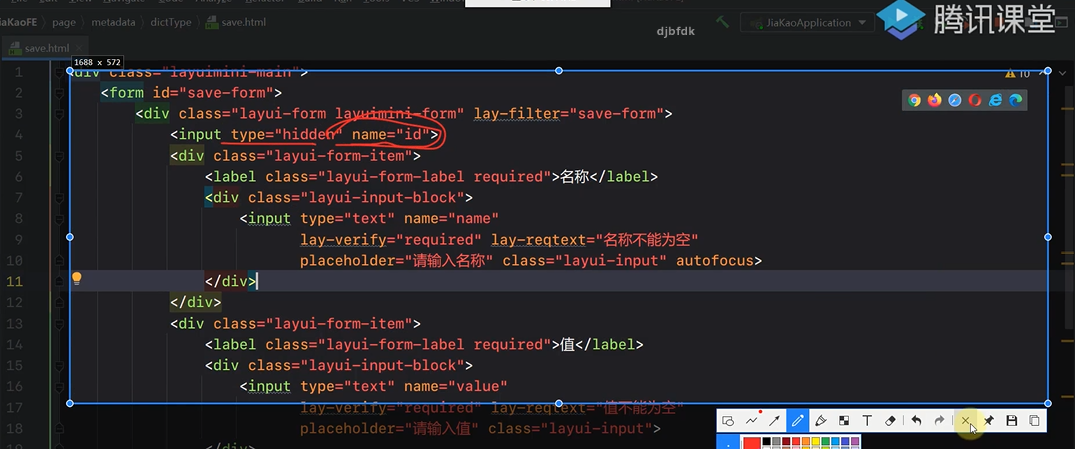 JiaKaoFE > page > metadata > dictType > save.html
djbfdk
JiaKaoApplication
腾讯课堂
save.html
1688 x 572
10
1 div class="layuimini-main">
2 <form id="save-form">
3 <div class="layui-form layuimini-form" lay-filter="save-form">
4 <input type="hidden" name="id">
5 <div class="layui-form-item">
6 <label class="layui-form-label required">名称</label>
7 <div class="layui-input-block">
8 <input type="text" name="name"
9 lay-verify="required" lay-reqtext="名称不能为空"
10 placeholder="请输入名称" class="layui-input" autofocus>
11 </div>
12 </div>
13 <div class="layui-form-item">
14 <label class="layui-form-label required">值</label>
15 <div class="layui-input-block">
16 <input type="text" name="value"
17 lay-verify="required" lay-reqtext="值不能为空"
18 placeholder="请输入值" class="layui-input">
19 </div>